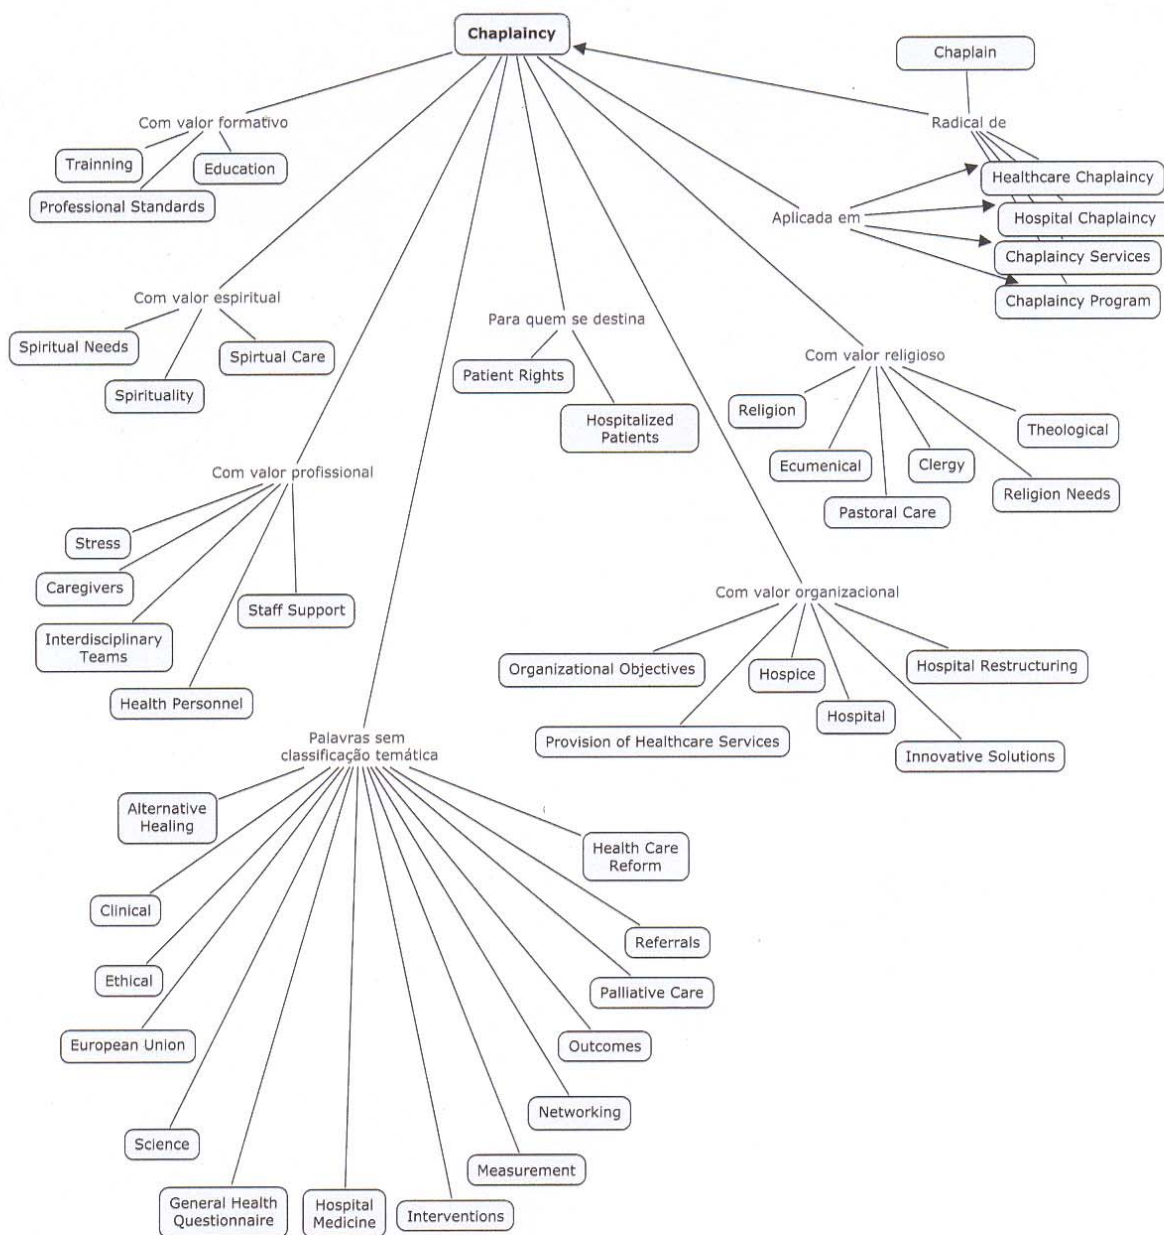 Chaplaincy
Chaplain
Com valor formativo
Radical de
Trainning
Education
Professional Standards
Healthcare Chaplaincy
Aplicada em
Hospital Chaplaincy
Chaplaincy Services
Chaplaincy Program
Com valor espiritual
Spiritual Needs
Spirtual Care
Spirituality
Para quem se destina
Patient Rights
Hospitalized
Patients
Com valor religioso
Religion
Theological
Ecumenical
Clergy
Religion Needs
Pastoral Care
Com valor profissional
Stress
Caregivers
Staff Support
Interdisciplinary
Teams
Health Personnel
Com valor organizacional
Organizational Objectives
Hospice
Hospital Restructuring
Hospital
Provision of Healthcare Services
Innovative Solutions
Palavras sem
classificação temática
Alternative
Healing
Health Care
Reform
Clinical
Referrals
Ethical
Palliative Care
European Union
Outcomes
Networking
Science
Measurement
General Health
Questionnaire
Hospital
Medicine
Interventions